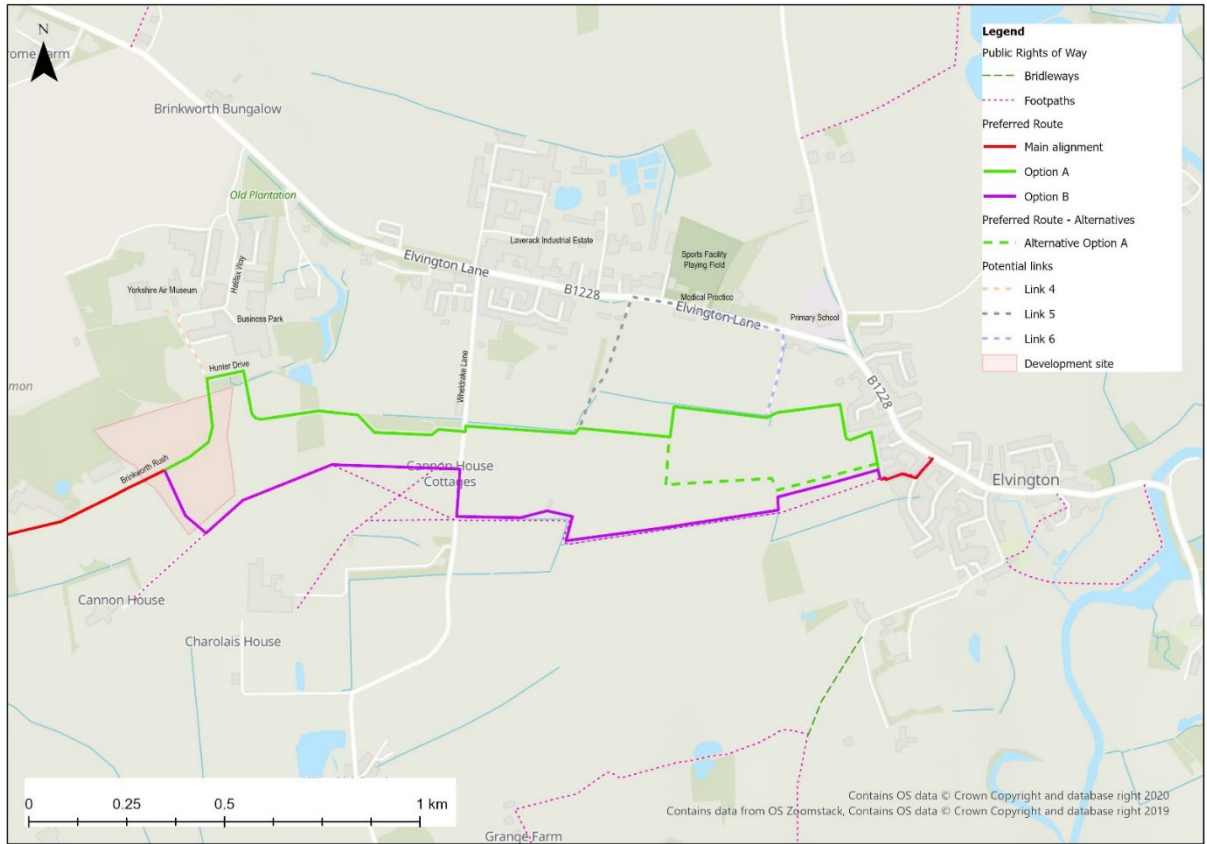 N
rome Farm
Brinkworth Bungalow
Old Plantation
Laverack Industrial Estate
Elvington Lane
B1228
Sports Facility
Playing Field
Medical Practice
Elvington Lane
Primary School
B1228
Yorkshire Air Museum
Halifax Way
Business Park
Hunter Drive
mon
Wheldrake Lane
Brinkworth Rush
Cannon House
Cottages
Elvington
Cannon House
Charolais House
Grange Farm
Legend
Public Rights of Way
Bridleways
Footpaths
Preferred Route
Main alignment
Option A
Option B
Preferred Route - Alternatives
Alternative Option A
Potential links
Link 4
Link 5
Link 6
Development site
0 0.25 0.5 1 km
Contains OS data © Crown Copyright and database right 2020
Contains data from OS Zoomstack, Contains OS data © Crown Copyright and database right 2019